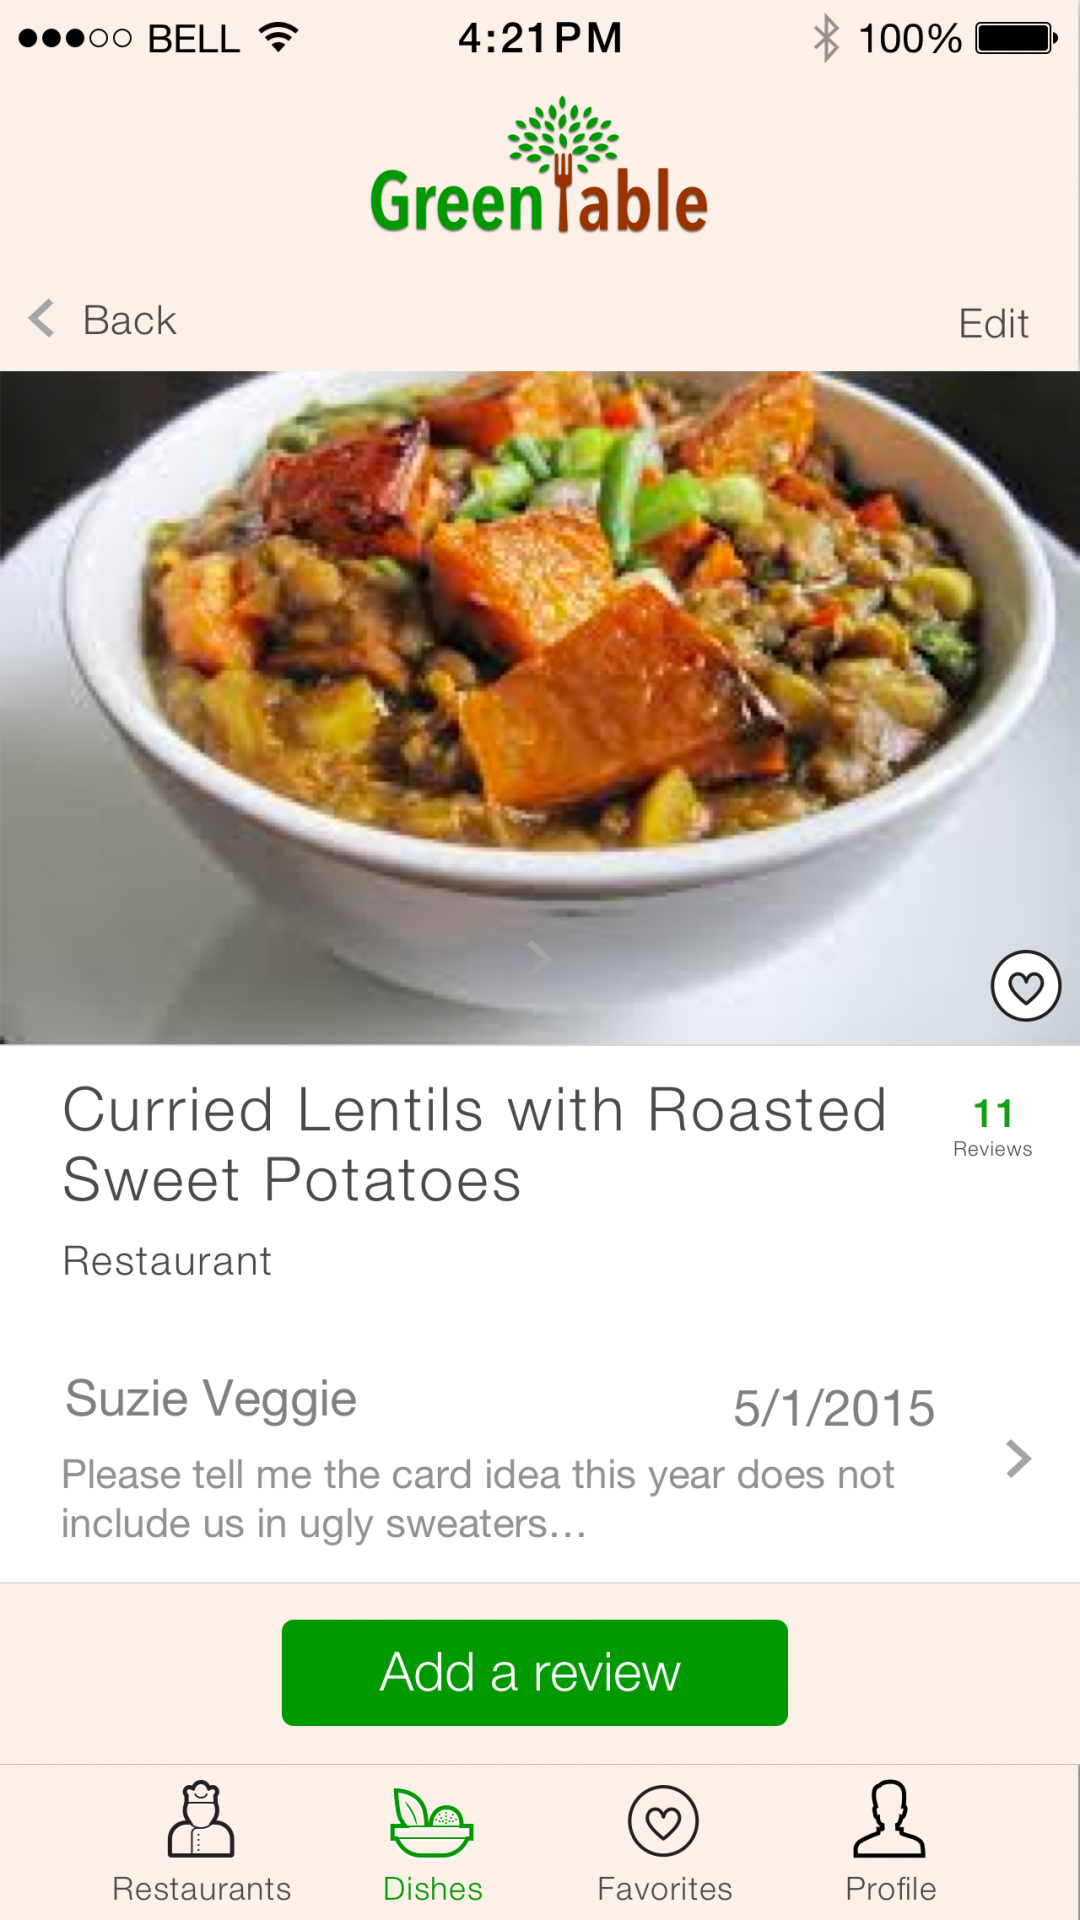 BELL 4:21PM 100%
GreenTable
Back
Edit
Curried Lentils with Roasted
Sweet Potatoes
11
Reviews
Restaurant
Suzie Veggie
5/1/2015
Please tell me the card idea this year does not
include us in ugly sweaters...
Add a review
Restaurants Dishes Favorites Profile